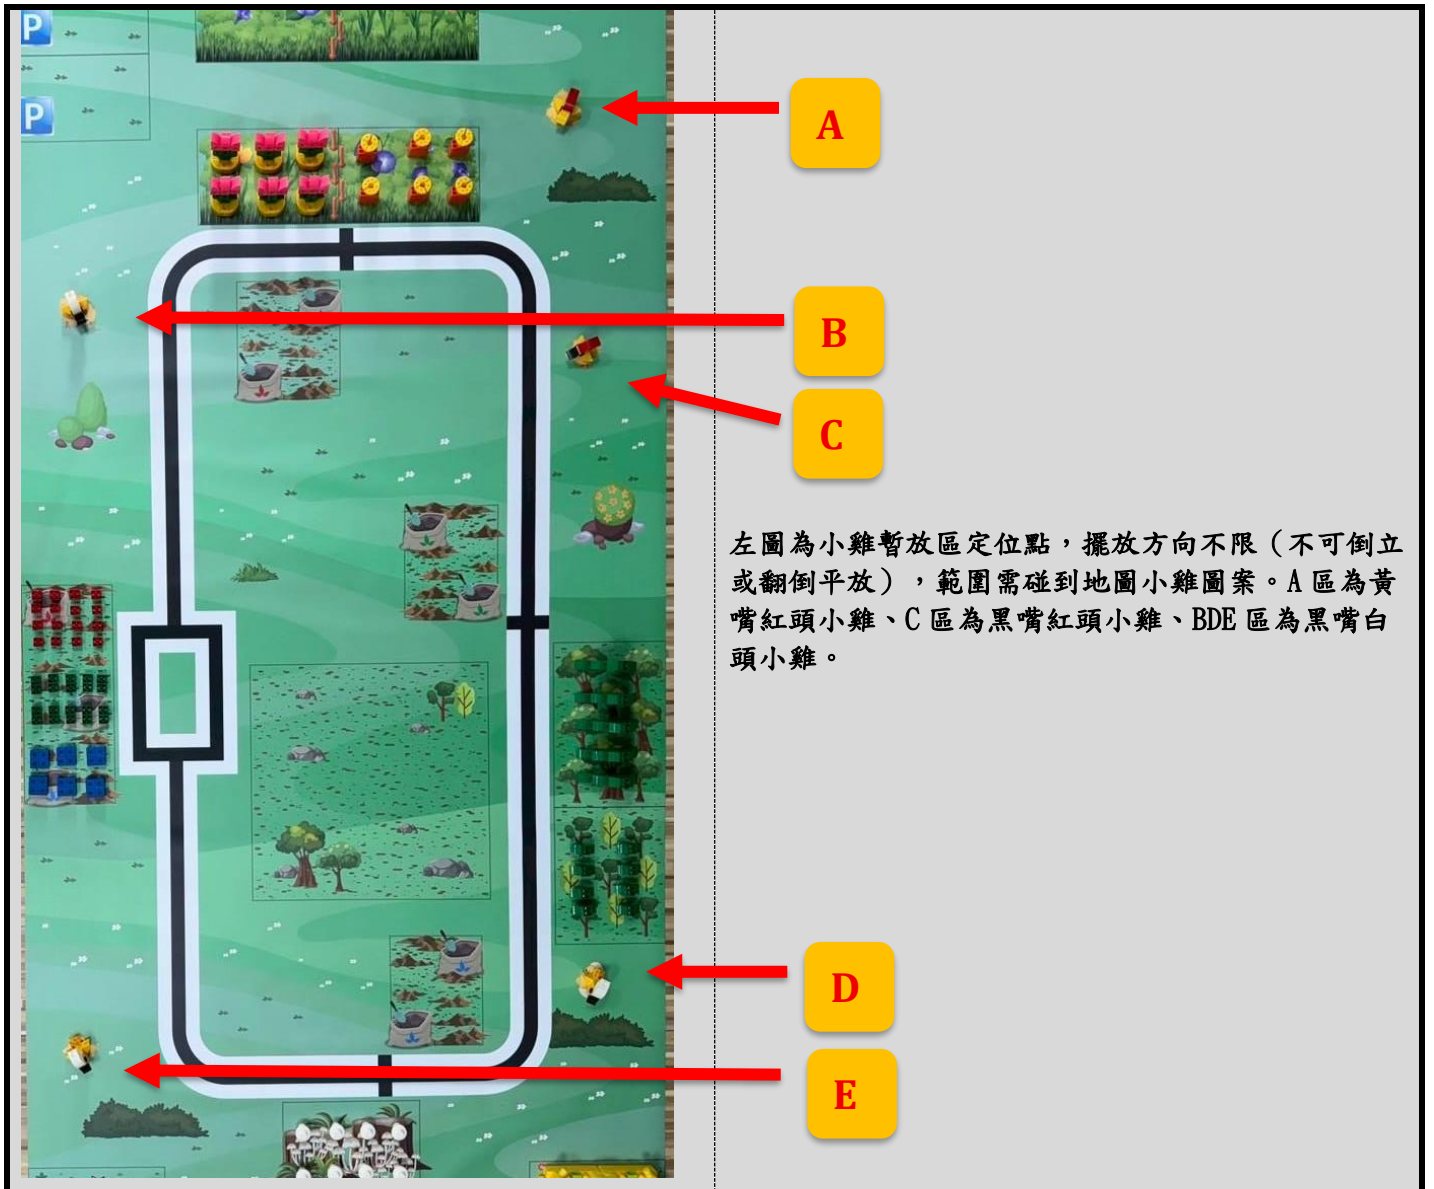 P
P
A
B
C
左圖為小雞暫放區定位點，擺放方向不限（不可倒立
或翻倒平放），範圍需碰到地圖小雞圖案。A 區為黃
嘴紅頭小雞、C 區為黑嘴紅頭小雞、BDE 區為黑嘴白
頭小雞。
D
E